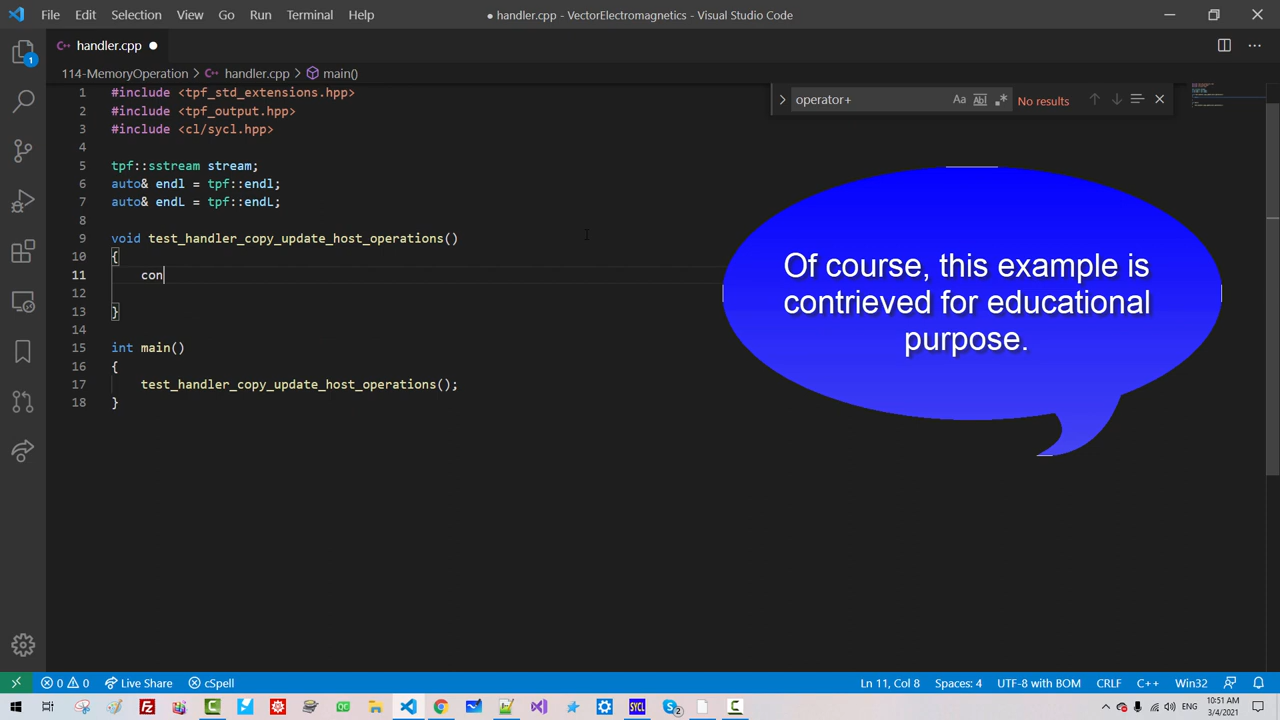 File Edit Selection View Go Run Terminal Help
● handler.cpp - VectorElectromagnetics - Visual Studio Code
handler.cpp ●
114-MemoryOperation > handler.cpp > main()
operator+
Aa Abl .*
No results
1 #include <tpf_std_extensions.hpp>
2 #include <tpf_output.hpp>
3 #include <cl/sycl.hpp>
4
5 tpf::sstream stream;
6 auto& endl = tpf::endl;
7 auto& endL = tpf::endL;
8
9 void test_handler_copy_update_host_operations()
10 {
11 con
12
13 }
14
15 int main()
16 {
17 test_handler_copy_update_host_operations();
18 }
Of course, this example is
contrieved for educational
purpose.
1
0 0 Live Share cSpell
Ln 11, Col 8 Spaces: 4 UTF-8 with BOM CRLF C++ Win32
ENG
10:51 AM
3/4/2021